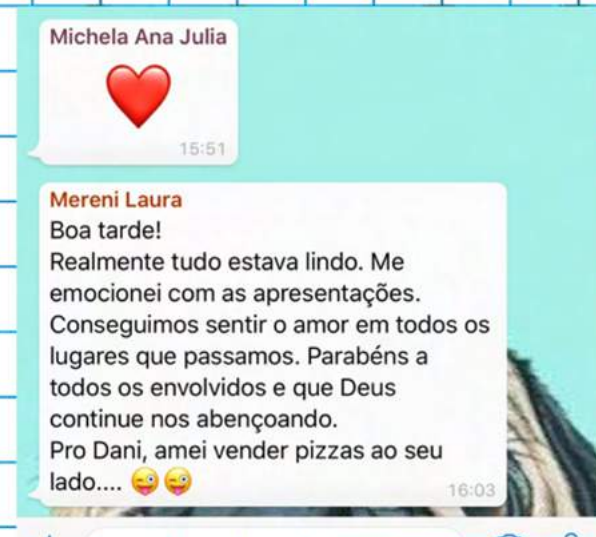 Michela Ana Julia
❤️
15:51
Mereni Laura
Boa tarde!
Realmente tudo estava lindo. Me
emocionei com as apresentações.
Conseguimos sentir o amor em todos os
lugares que passamos. Parabéns a
todos os envolvidos e que Deus
continue nos abençoando.
Pro Dani, amei vender pizzas ao seu
lado.... 😜😜
16:03